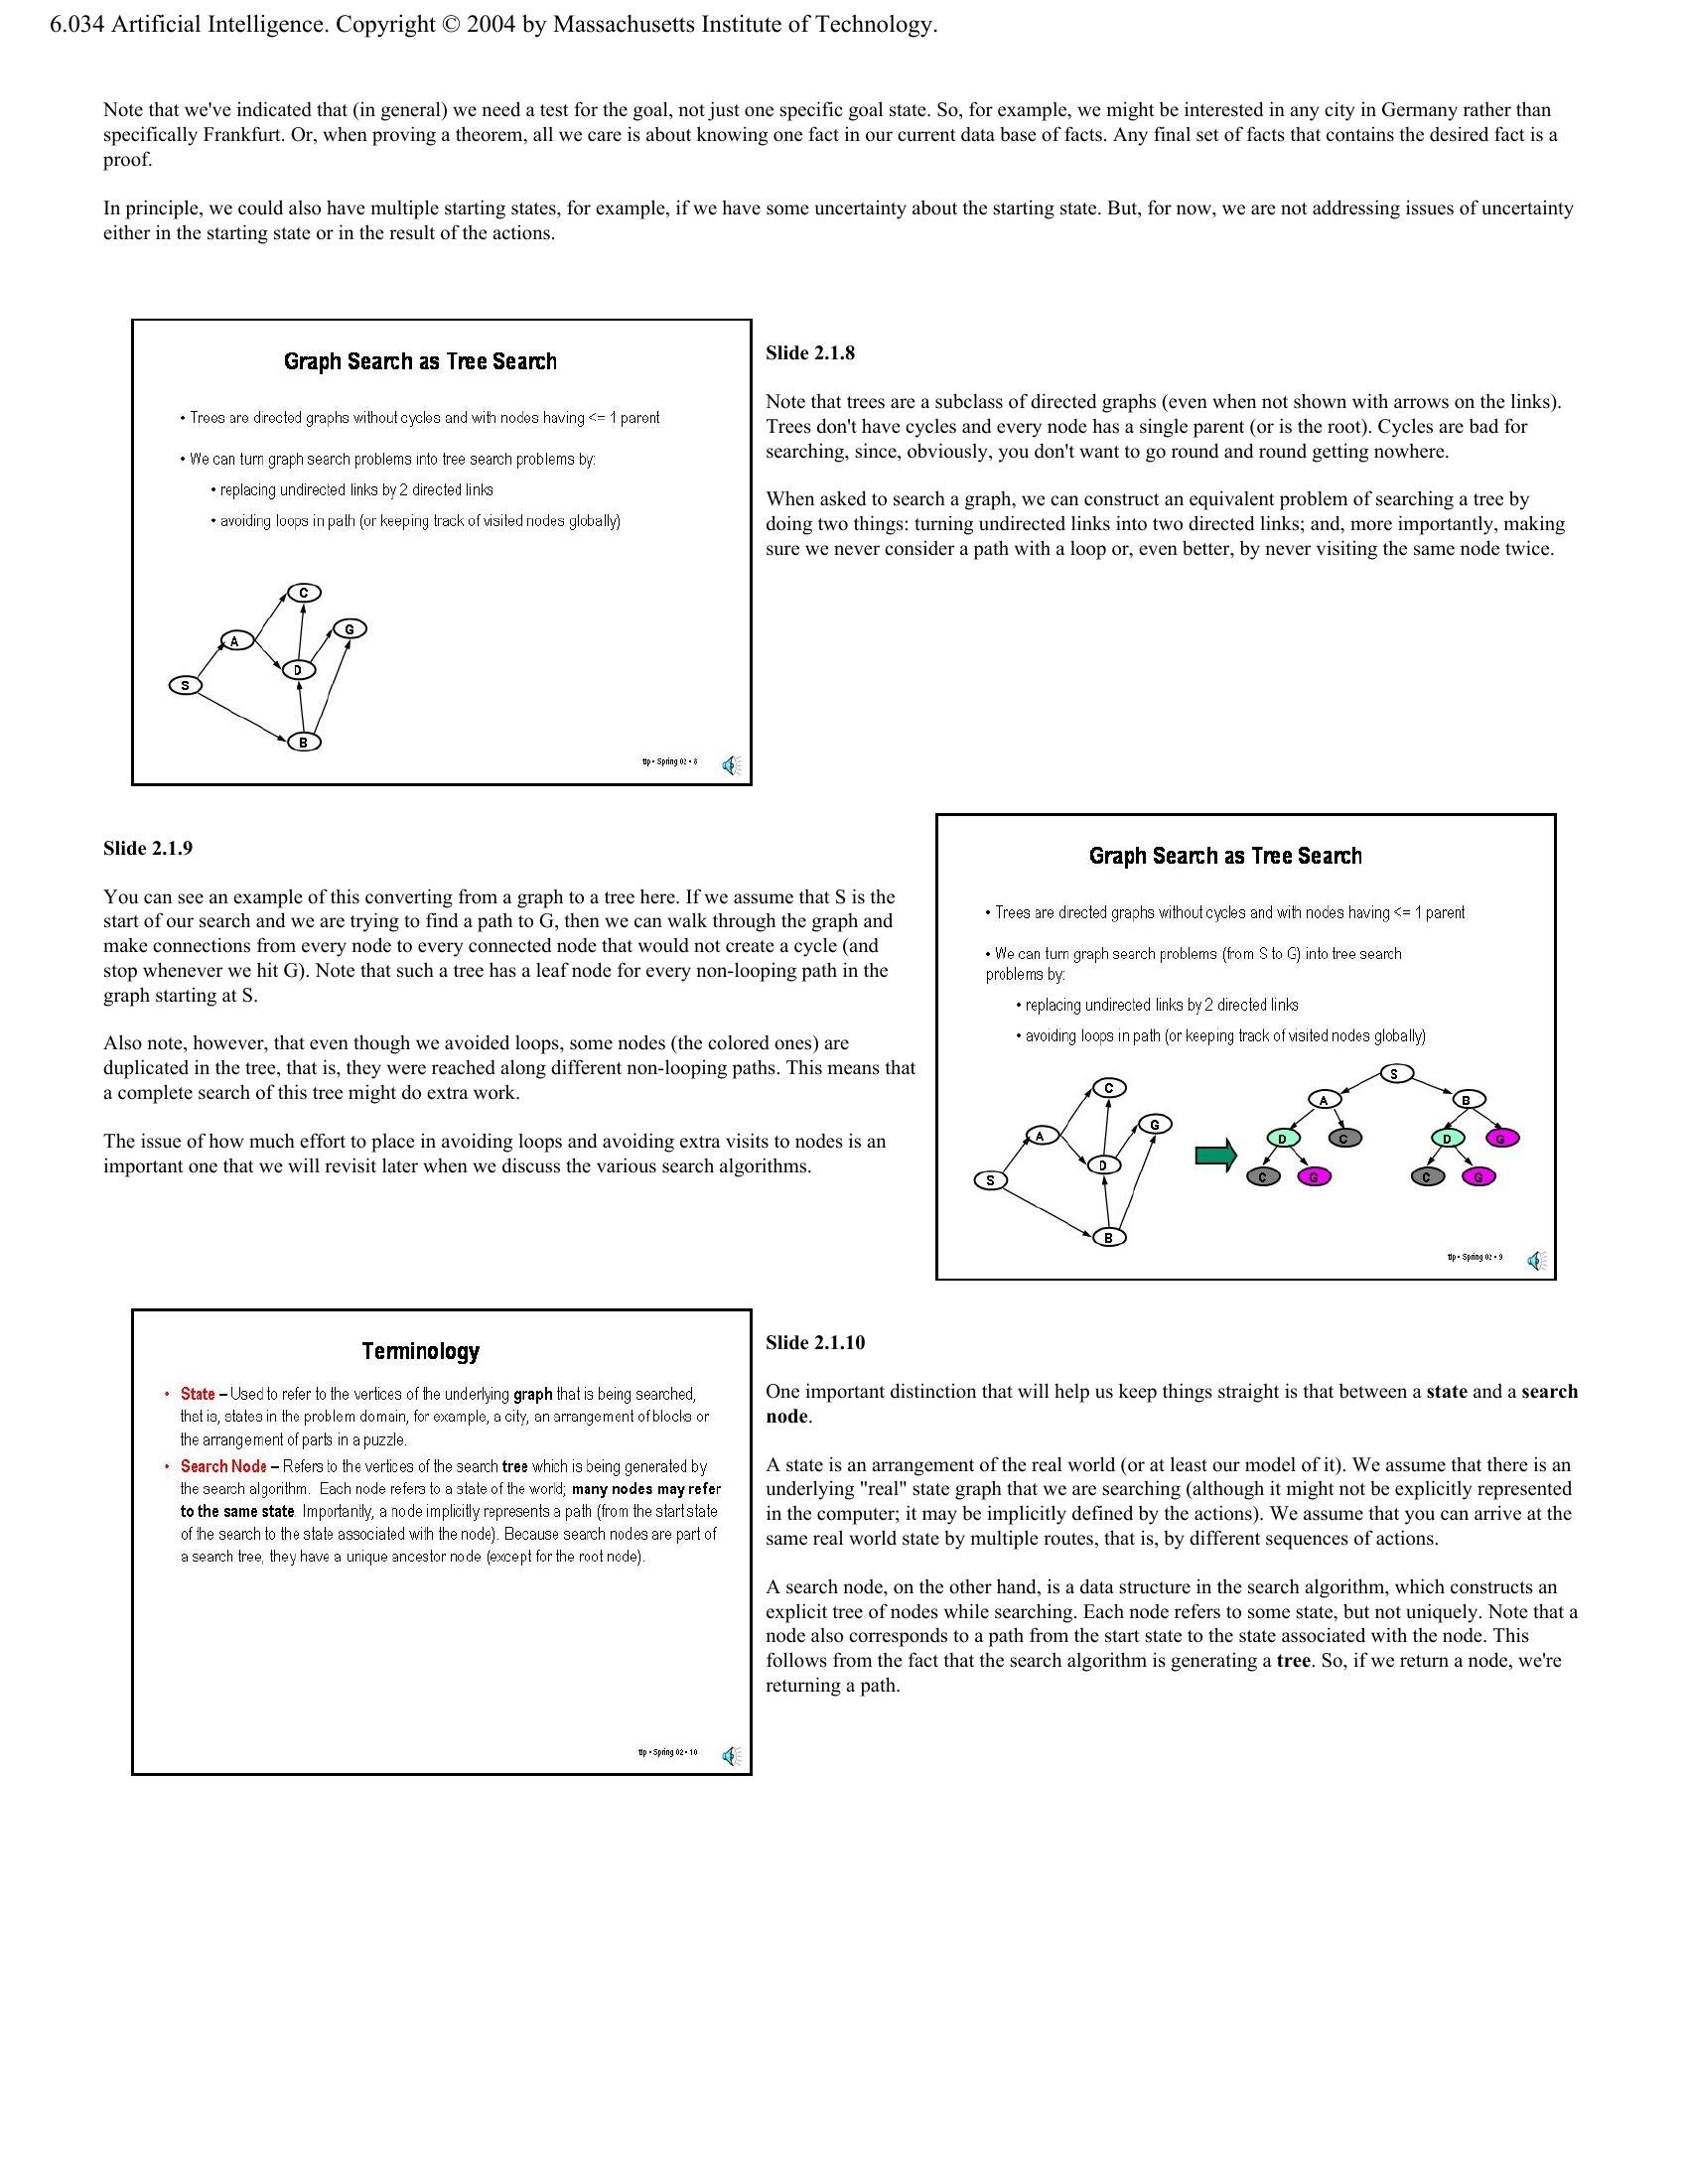 6.034 Artificial Intelligence. Copyright © 2004 by Massachusetts Institute of Technology.
Note that we've indicated that (in general) we need a test for the goal, not just one specific goal state. So, for example, we might be interested in any city in Germany rather than
specifically Frankfurt. Or, when proving a theorem, all we care is about knowing one fact in our current data base of facts. Any final set of facts that contains the desired fact is a
proof.
In principle, we could also have multiple starting states, for example, if we have some uncertainty about the starting state. But, for now, we are not addressing issues of uncertainty
either in the starting state or in the result of the actions.
Graph Search as Tree Search
• Trees are directed graphs without cycles and with nodes having <= 1 parent
• We can turn graph search problems into tree search problems by:
• replacing undirected links by 2 directed links
• avoiding loops in path (or keeping track of visited nodes globally)
C
G
A
D
S
B
tlp • Spring 02 • 8
Slide 2.1.8
Note that trees are a subclass of directed graphs (even when not shown with arrows on the links).
Trees don't have cycles and every node has a single parent (or is the root). Cycles are bad for
searching, since, obviously, you don't want to go round and round getting nowhere.
When asked to search a graph, we can construct an equivalent problem of searching a tree by
doing two things: turning undirected links into two directed links; and, more importantly, making
sure we never consider a path with a loop or, even better, by never visiting the same node twice.
Slide 2.1.9
You can see an example of this converting from a graph to a tree here. If we assume that S is the
start of our search and we are trying to find a path to G, then we can walk through the graph and
make connections from every node to every connected node that would not create a cycle (and
stop whenever we hit G). Note that such a tree has a leaf node for every non-looping path in the
graph starting at S.
Also note, however, that even though we avoided loops, some nodes (the colored ones) are
duplicated in the tree, that is, they were reached along different non-looping paths. This means that
a complete search of this tree might do extra work.
The issue of how much effort to place in avoiding loops and avoiding extra visits to nodes is an
important one that we will revisit later when we discuss the various search algorithms.
Graph Search as Tree Search
• Trees are directed graphs without cycles and with nodes having <= 1 parent
• We can turn graph search problems (from S to G) into tree search
problems by:
• replacing undirected links by 2 directed links
• avoiding loops in path (or keeping track of visited nodes globally)
C
G
A
D
S
B
S
A B
D C D G
C G C G
tlp • Spring 02 • 9
Terminology
• State – Used to refer to the vertices of the underlying graph that is being searched,
that is, states in the problem domain, for example, a city, an arrangement of blocks or
the arrangement of parts in a puzzle.
• Search Node – Refers to the vertices of the search tree which is being generated by
the search algorithm. Each node refers to a state of the world; many nodes may refer
to the same state. Importantly, a node implicitly represents a path (from the start state
of the search to the state associated with the node). Because search nodes are part of
a search tree, they have a unique ancestor node (except for the root node).
tlp • Spring 02 • 10
Slide 2.1.10
One important distinction that will help us keep things straight is that between a state and a search
node.
A state is an arrangement of the real world (or at least our model of it). We assume that there is an
underlying "real" state graph that we are searching (although it might not be explicitly represented
in the computer; it may be implicitly defined by the actions). We assume that you can arrive at the
same real world state by multiple routes, that is, by different sequences of actions.
A search node, on the other hand, is a data structure in the search algorithm, which constructs an
explicit tree of nodes while searching. Each node refers to some state, but not uniquely. Note that a
node also corresponds to a path from the start state to the state associated with the node. This
follows from the fact that the search algorithm is generating a tree. So, if we return a node, we're
returning a path.